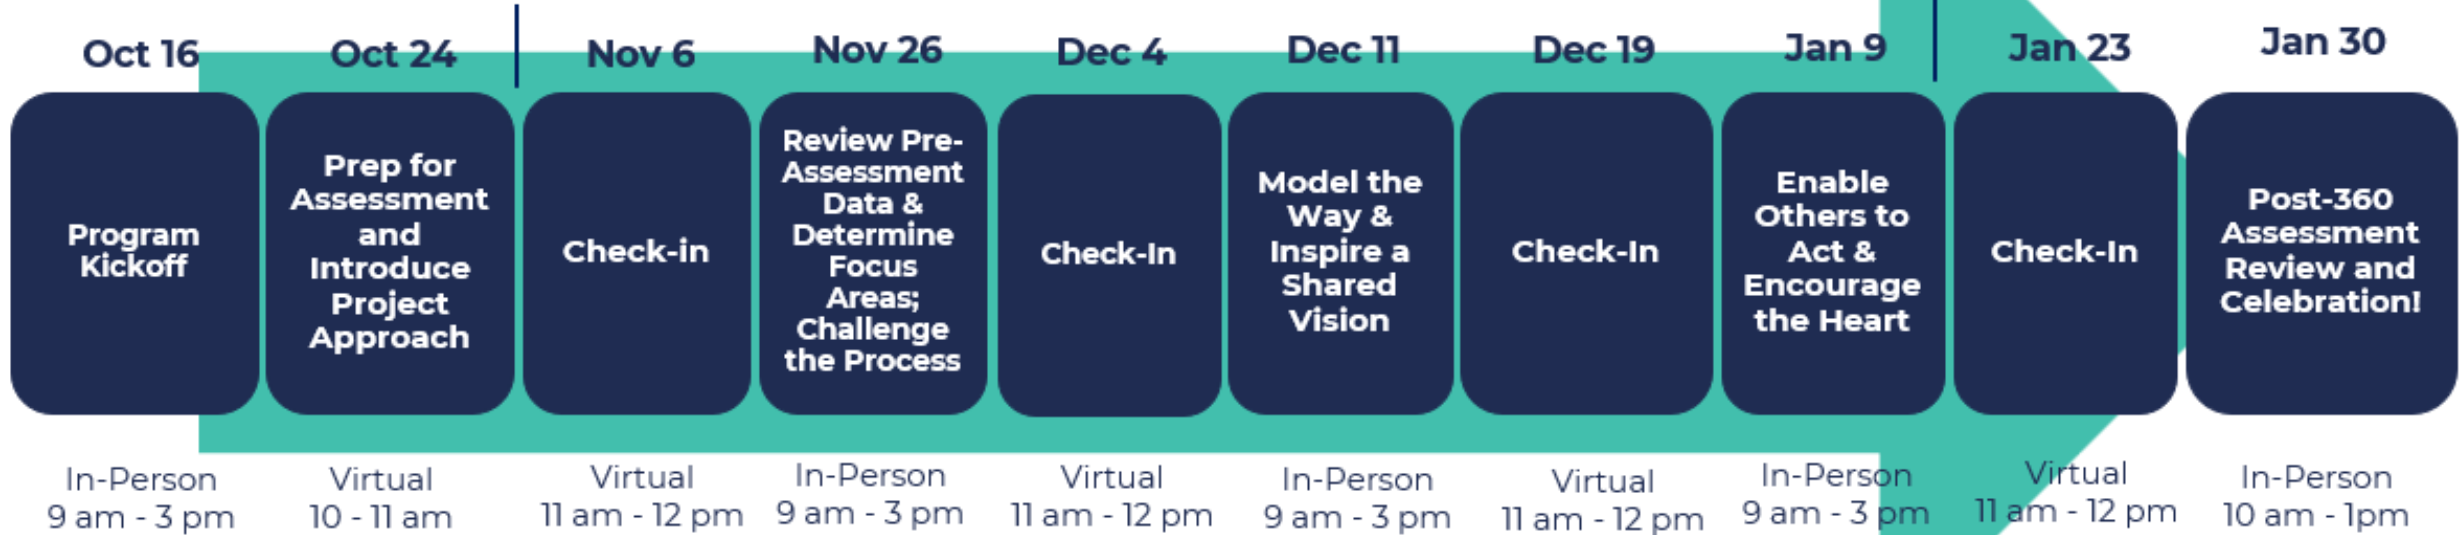 Oct 16
Oct 24
Nov 6
Nov 26
Dec 4
Dec 11
Dec 19
Jan 9
Jan 23
Jan 30
Program
Kickoff
Prep for
Assessment
and
Introduce
Project
Approach
Check-in
Review Pre-
Assessment
Data &
Determine
Focus
Areas;
Challenge
the Process
Check-In
Model the
Way &
Inspire a
Shared
Vision
Check-In
Enable
Others to
Act &
Encourage
the Heart
Check-In
Post-360
Assessment
Review and
Celebration!
In-Person
9 am - 3 pm
Virtual
10 - 11 am
Virtual
11 am - 12 pm
In-Person
9 am - 3 pm
Virtual
11 am - 12 pm
In-Person
9 am - 3 pm
Virtual
11 am - 12 pm
In-Person
9 am - 3 pm
Virtual
11 am - 12 pm
In-Person
10 am - 1pm